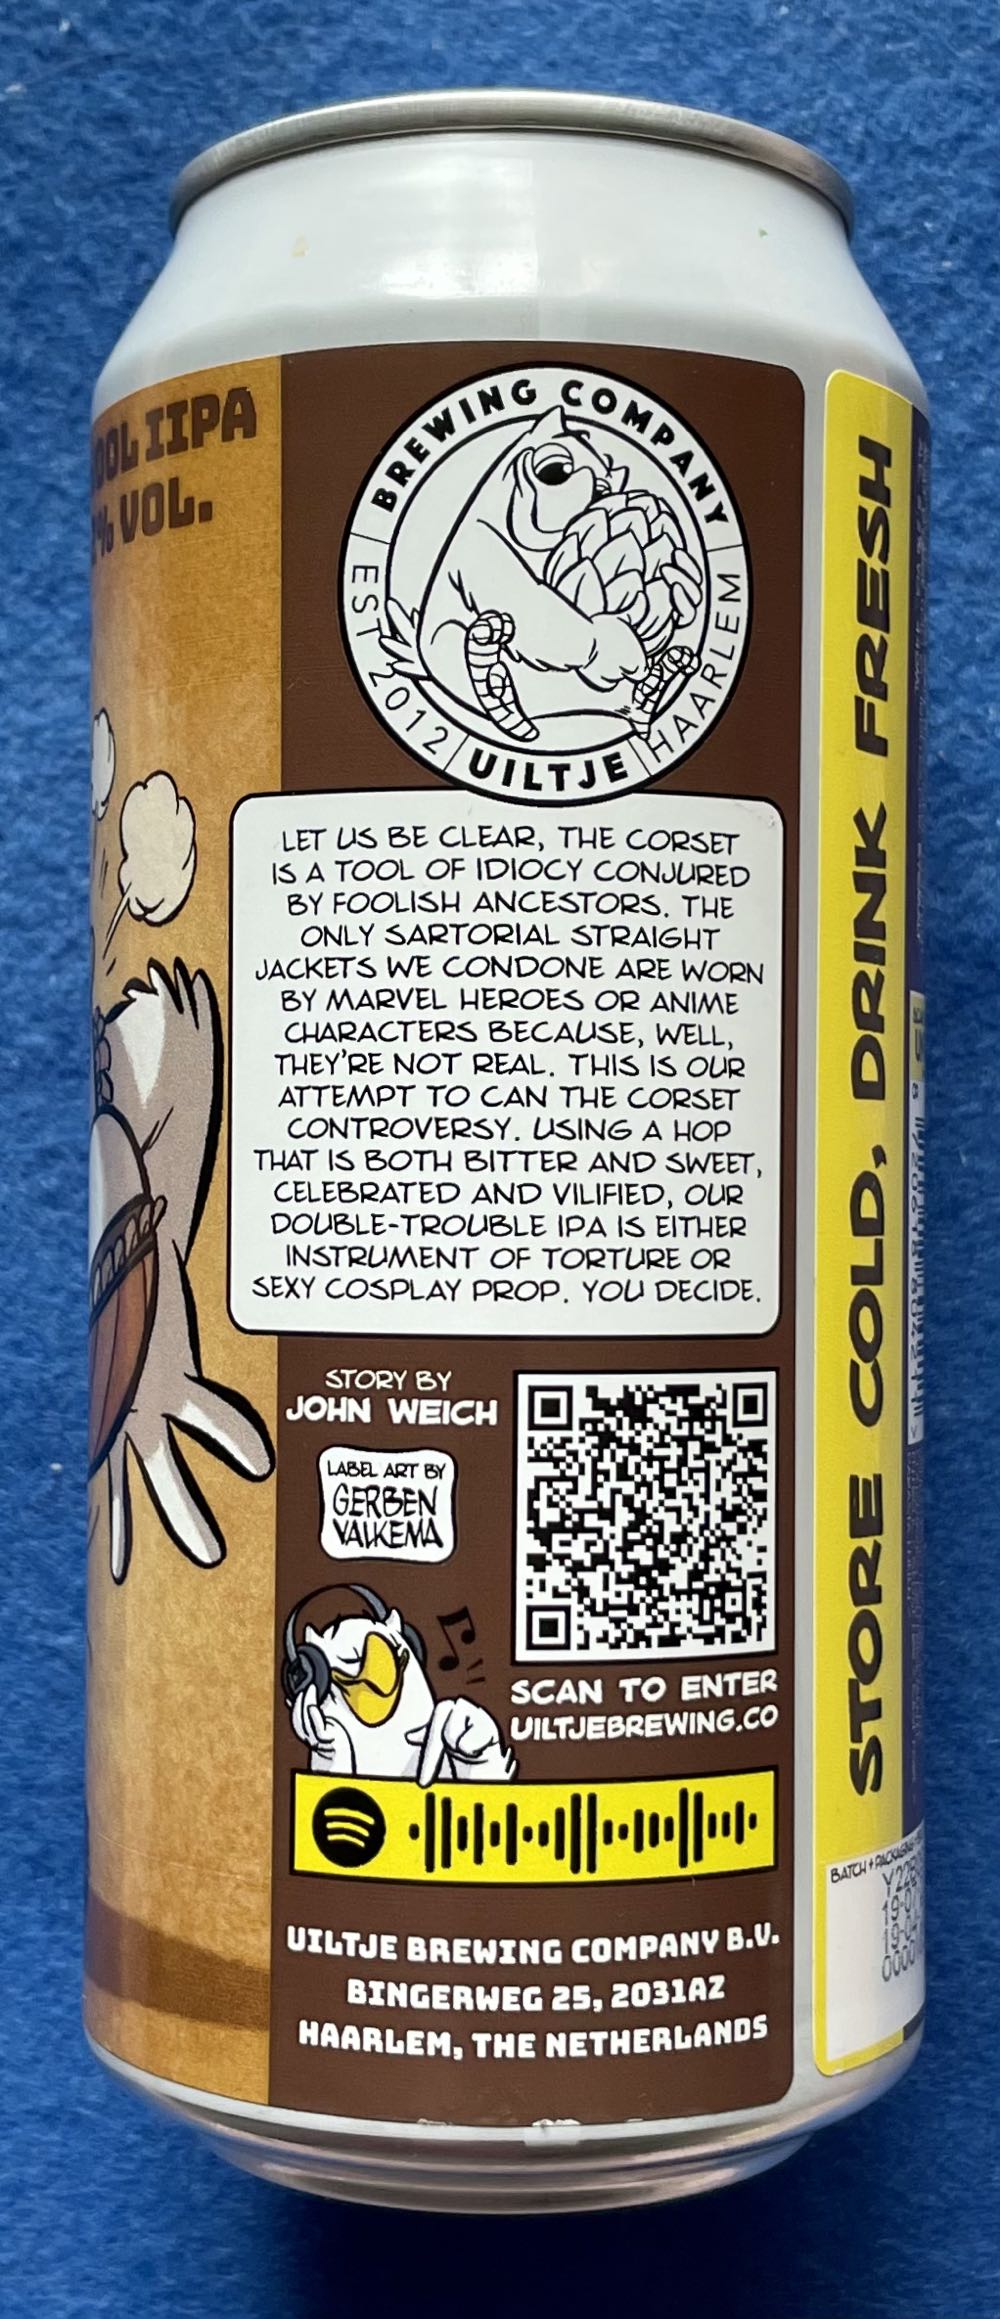 IIPA
VOL.
BREWING COMPANY
EST 2012
UILTJE
HAARLEM
LET US BE CLEAR, THE CORSET
IS A TOOL OF IDIOCY CONJURED
BY FOOLISH ANCESTORS. THE
ONLY SARTORIAL STRAIGHT
JACKETS WE CONDONE ARE WORN
BY MARVEL HEROES OR ANIME
CHARACTERS BECAUSE, WELL,
THEY'RE NOT REAL. THIS IS OUR
ATTEMPT TO CAN THE CORSET
CONTROVERSY. USING A HOP
THAT IS BOTH BITTER AND SWEET,
CELEBRATED AND VILIFIED, OUR
DOUBLE-TROUBLE IPA IS EITHER
INSTRUMENT OF TORTURE OR
SEXY COSPLAY PROP. YOU DECIDE.
STORY BY
JOHN WEICH
LABEL ART BY
GERBEN
VALKEMA
SCAN TO ENTER
UILTJEBREWING.CO
UILTJE BREWING COMPANY B.V.
BINGERWEG 25, 2031AZ
HAARLEM, THE NETHERLANDS
STORE COLD, DRINK FRESH
BATCH +